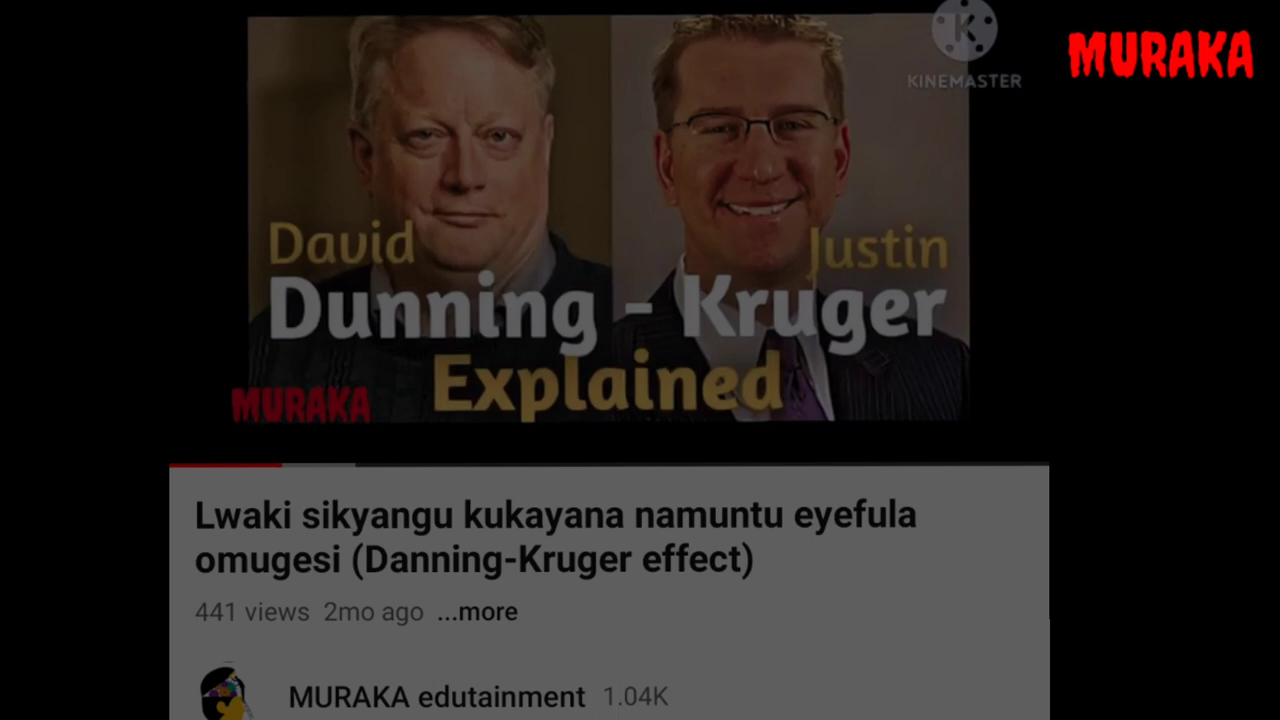 KINEMASTER
MURAKA
David
Justin
Dunning - Kruger
Explained
MURAKA
Lwaki sikyangu kukayana namuntu eyefula
omugesi (Danning-Kruger effect)
441 views 2mo ago ...more
MURAKA edutainment 1.04K